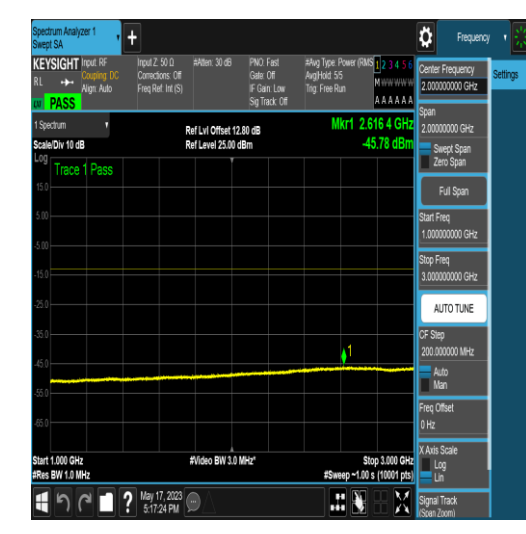 Spectrum Analyzer 1
Swept SA
Frequency
KEYSIGHT
RL
LW
PASS
Input: RF
Coupling: DC
Align: Auto
Input Z: 50 Ω
Corrections: Off
Freq Ref: Int (S)
#Atten: 30 dB
PNO: Fast
Gate: Off
IF Gain: Low
Sig Track: Off
#Avg Type: Power (RMS
Avg|Hold: 5/5
Trig: Free Run
1 2 3 4 5 6
M W W W W W
A A A A A A
1 Spectrum
Scale/Div 10 dB
Ref Lvl Offset 12.80 dB
Ref Level 25.00 dBm
Mkr1 2.616 4 GHz
-45.78 dBm
Log
Trace 1 Pass
15.0
5.00
-5.00
-15.0
-25.0
-35.0
-45.0
-55.0
-65.0
1
Start 1.000 GHz
#Res BW 1.0 MHz
#Video BW 3.0 MHz*
Stop 3.000 GHz
#Sweep ~1.00 s (10001 pts)
May 17, 2023
5:17:24 PM
Center Frequency
2.000000000 GHz
Settings
Span
2.00000000 GHz
Swept Span
Zero Span
Full Span
Start Freq
1.000000000 GHz
Stop Freq
3.000000000 GHz
AUTO TUNE
CF Step
200.000000 MHz
Auto
Man
Freq Offset
0 Hz
X Axis Scale
Log
Lin
Signal Track
(Span Zoom)